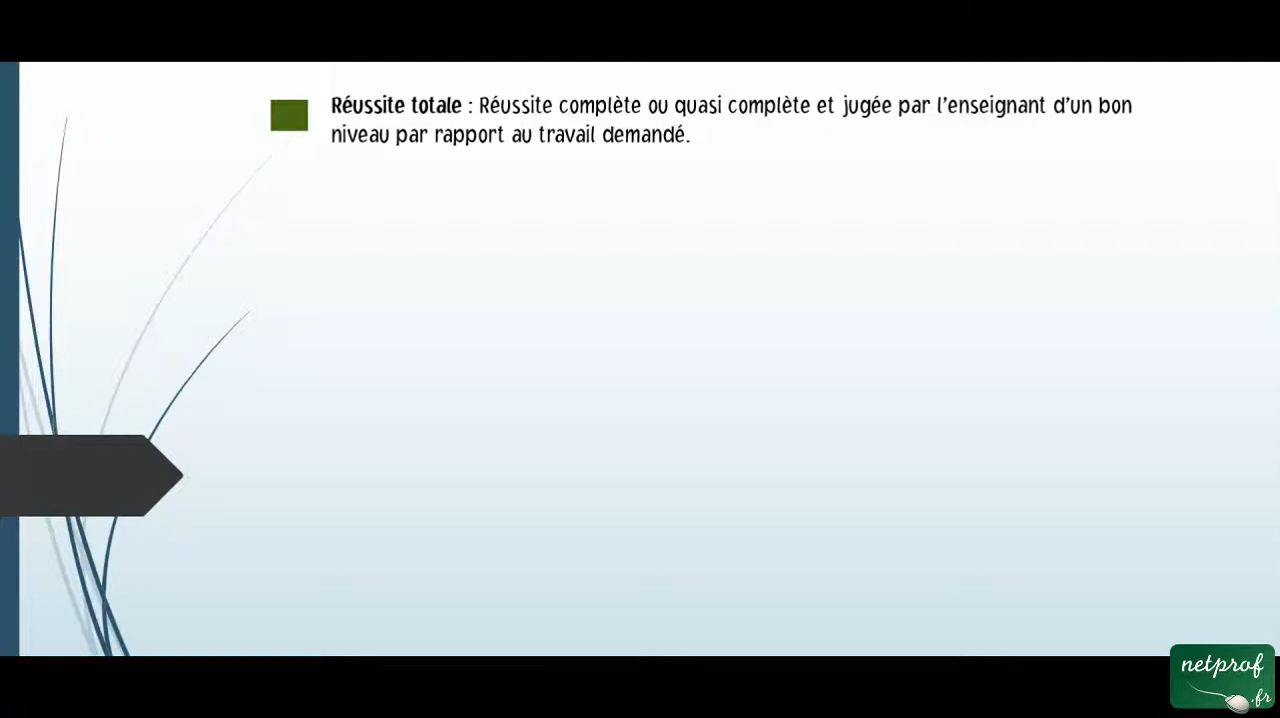 Réussite totale : Réussite complète ou quasi complète et jugée par l'enseignant d'un bon
niveau par rapport au travail demandé.
netprof
.fr